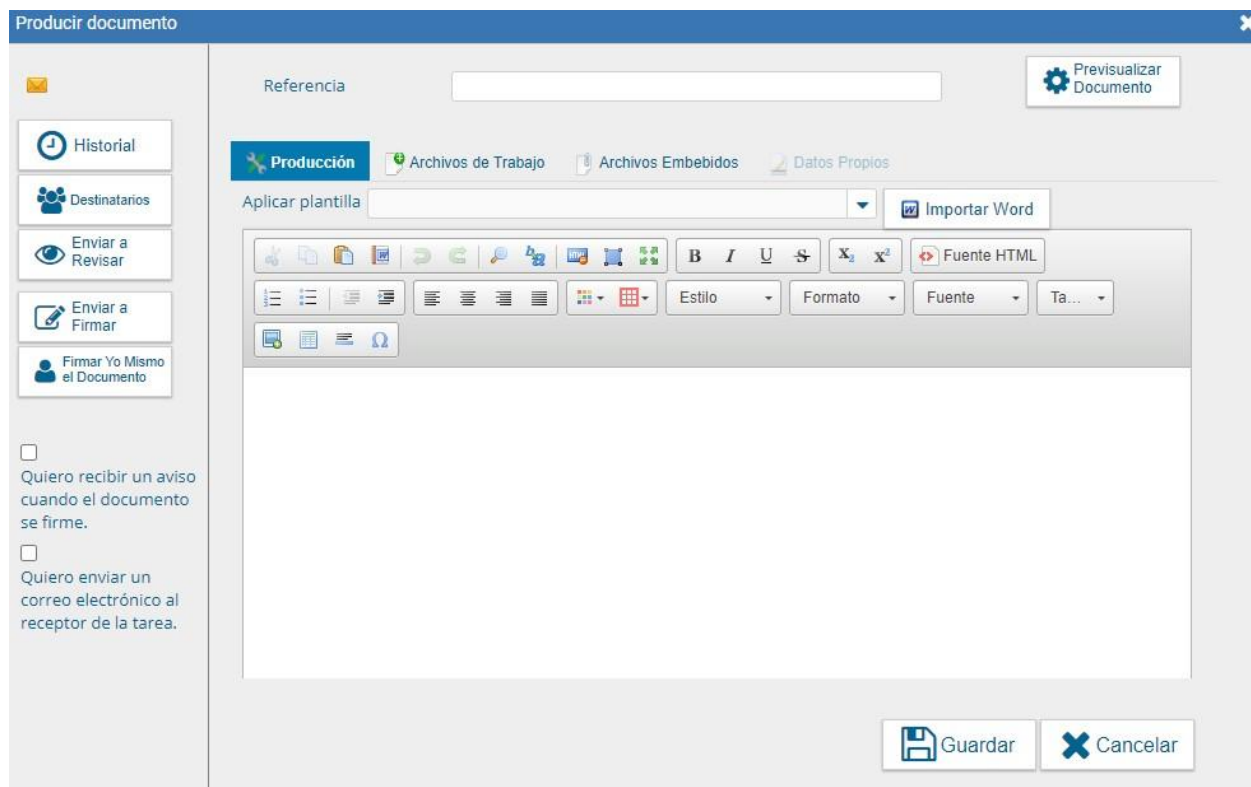 Producir documento
Referencia
Previsualizar
Documento
Historial
Destinatarios
Enviar a
Revisar
Enviar a
Firmar
Firmar Yo Mismo
el Documento
Quiero recibir un aviso
cuando el documento
se firme.
Quiero enviar un
correo electrónico al
receptor de la tarea.
Producción
Archivos de Trabajo
Archivos Embebidos
Datos Propios
Aplicar plantilla
Importar Word
B I U S X₂ X² Fuente HTML
Estilo
Formato
Fuente
Ta...
Ω
Guardar
Cancelar